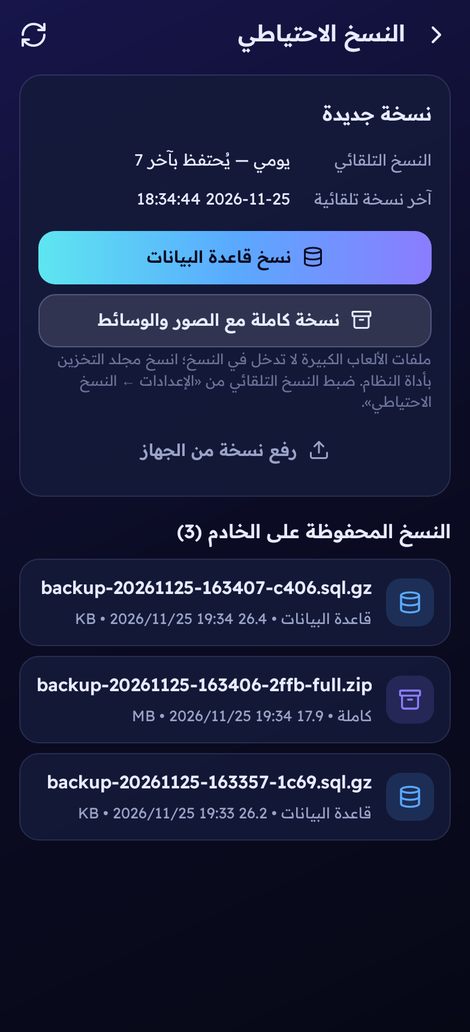 النسخ الاحتياطي
نسخة جديدة
النسخ التلقائي يومي — يُحتفظ بآخر 7
آخر نسخة تلقائية 2026-11-25 18:34:44
نسخ قاعدة البيانات
نسخة كاملة مع الصور والوسائط
ملفات الألعاب الكبيرة لا تدخل في النسخ؛ انسخ مجلد التخزين
بأداة النظام. ضبط النسخ التلقائي من «الإعدادات ← النسخ
الاحتياطي».
رفع نسخة من الجهاز
النسخ المحفوظة على الخادم (3)
backup-20261125-163407-c406.sql.gz
قاعدة البيانات • 26.4 KB • 2026/11/25 19:34
backup-20261125-163406-2ffb-full.zip
كاملة • 17.9 MB • 2026/11/25 19:34
backup-20261125-163357-1c69.sql.gz
قاعدة البيانات • 26.2 KB • 2026/11/25 19:33